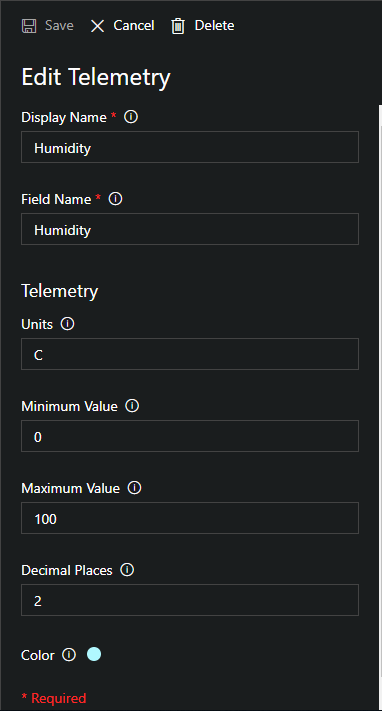 Save Cancel Delete
Edit Telemetry
Display Name *
Humidity
Field Name *
Humidity
Telemetry
Units
C
Minimum Value
0
Maximum Value
100
Decimal Places
2
Color
* Required